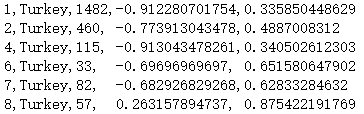 1,Turkey,1482,-0.912280701754,0.335850448629
2,Turkey,460,-0.773913043478,0.4887008312
4,Turkey,115,-0.913043478261,0.340502612303
6,Turkey,33, -0.69696969697, 0.651580647902
7,Turkey,82, -0.682926829268,0.62833284632
8,Turkey,57, 0.263157894737, 0.875422191769